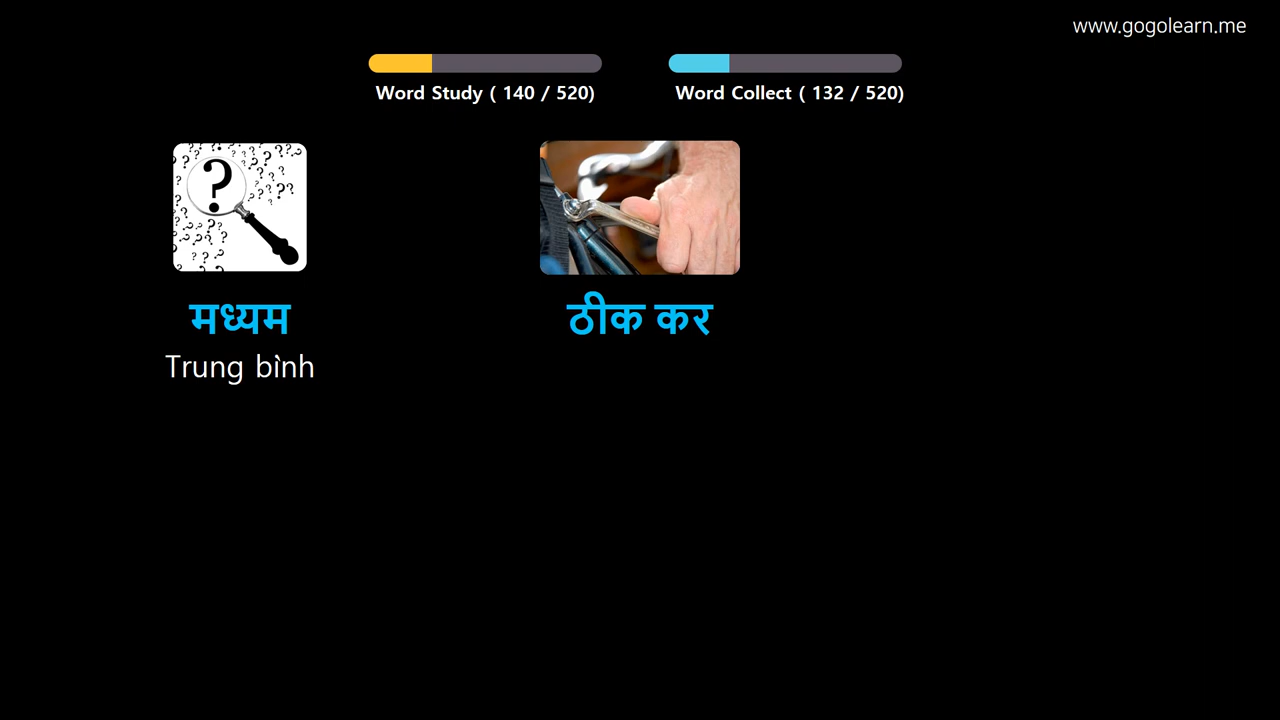 www.gogolearn.me
Word Study ( 140 / 520)
Word Collect ( 132 / 520)
मध्यम
Trung bình
ठीक कर